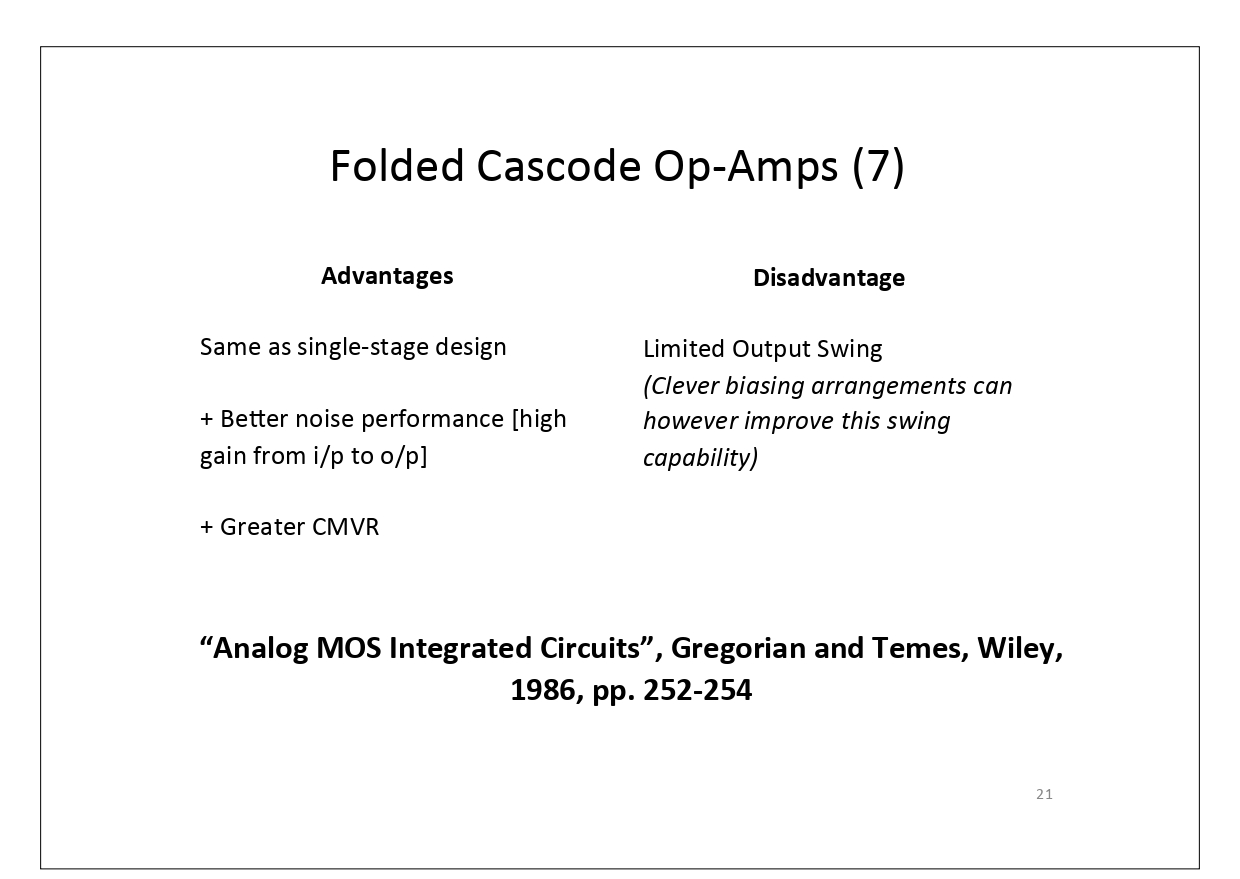 Folded Cascode Op-Amps (7)
Advantages
Same as single-stage design
+ Better noise performance [high
gain from i/p to o/p]
+ Greater CMVR
Disadvantage
Limited Output Swing
(Clever biasing arrangements can
however improve this swing
capability)
“Analog MOS Integrated Circuits”, Gregorian and Temes, Wiley,
1986, pp. 252-254
21